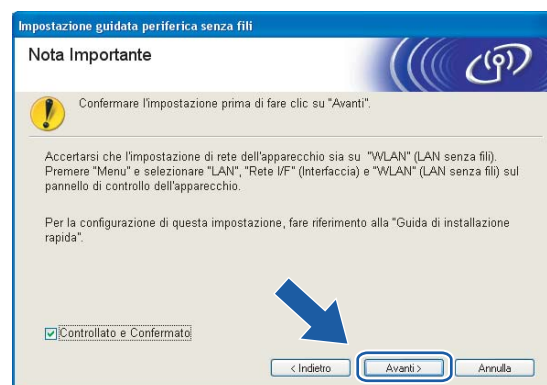 Impostazione guidata periferica senza fili
Nota Importante
Confermare l'impostazione prima di fare clic su "Avanti".
Accertarsi che l'impostazione di rete dell'apparecchio sia su "WLAN" (LAN senza fili).
Premere "Menu" e selezionare "LAN", "Rete I/F" (Interfaccia) e "WLAN" (LAN senza fili) sul
pannello di controllo dell'apparecchio.
Per la configurazione di questa impostazione, fare riferimento alla "Guida di installazione
rapida".
Controllato e Confermato
< Indietro
Avanti >
Annulla